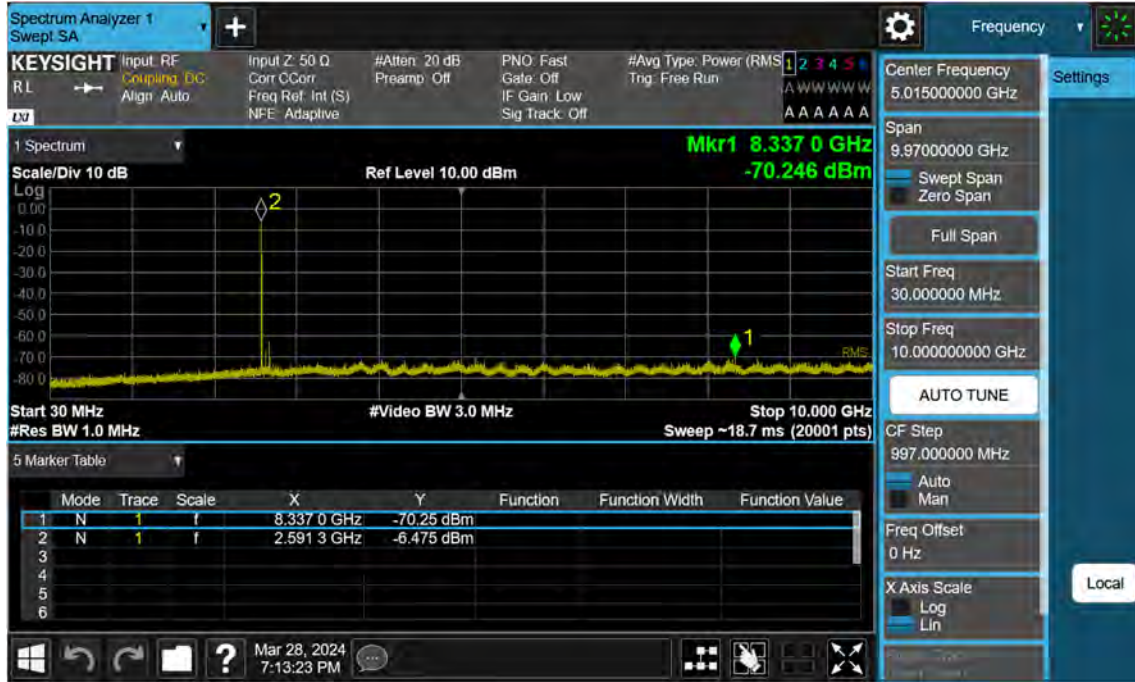 Spectrum Analyzer 1
Swept SA
+
Frequency
KEYSIGHT
RL
LXI
Input: RF
Coupling: DC
Align: Auto
Input Z: 50 Ω
Corr CCorr
Freq Ref: Int (S)
NFE: Adaptive
#Atten: 20 dB
Preamp: Off
PNO: Fast
Gate: Off
IF Gain: Low
Sig Track: Off
#Avg Type: Power (RMS
Trig: Free Run
1 2 3 4 5 6
A W W W W W
A A A A A A
Center Frequency
5.015000000 GHz
Settings
1 Spectrum
Scale/Div 10 dB
Ref Level 10.00 dBm
Mkr1 8.337 0 GHz
-70.246 dBm
Log
0.00
-10.0
-20.0
-30.0
-40.0
-50.0
-60.0
-70.0
-80.0
2
1
RMS
Start 30 MHz
#Res BW 1.0 MHz
#Video BW 3.0 MHz
Stop 10.000 GHz
Sweep ~18.7 ms (20001 pts)
Span
9.97000000 GHz
Swept Span
Zero Span
Full Span
Start Freq
30.000000 MHz
Stop Freq
10.000000000 GHz
AUTO TUNE
CF Step
997.000000 MHz
Auto
Man
Freq Offset
0 Hz
X Axis Scale
Log
Lin
Local
5 Marker Table
Mode Trace Scale X Y Function Function Width Function Value
1 N 1 f 8.337 0 GHz -70.25 dBm
2 N 1 f 2.591 3 GHz -6.475 dBm
3
4
5
6
?
Mar 28, 2024
7:13:23 PM